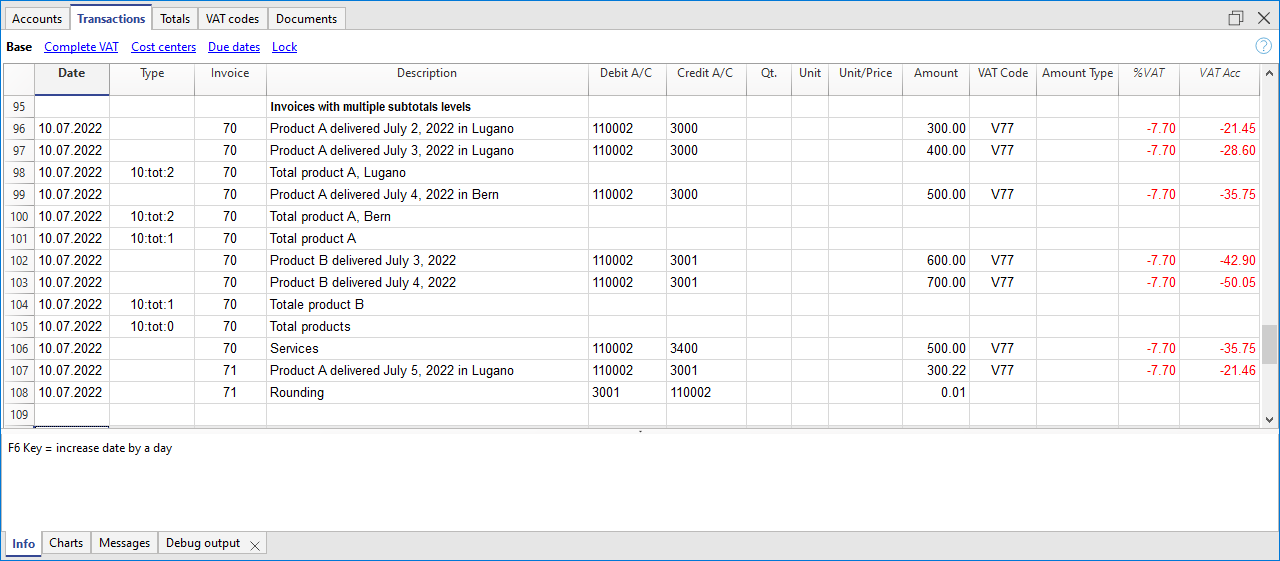 Accounts Transactions Totals VAT codes Documents
Base Complete VAT Cost centers Due dates Lock ?
Date Type Invoice Description Debit A/C Credit A/C Qt. Unit Unit/Price Amount VAT Code Amount Type %VAT VAT Acc
95 Invoices with multiple subtotals levels
96 10.07.2022 70 Product A delivered July 2, 2022 in Lugano 110002 3000 300.00 V77 -7.70 -21.45
97 10.07.2022 70 Product A delivered July 3, 2022 in Lugano 110002 3000 400.00 V77 -7.70 -28.60
98 10.07.2022 10:tot:2 70 Total product A, Lugano
99 10.07.2022 70 Product A delivered July 4, 2022 in Bern 110002 3000 500.00 V77 -7.70 -35.75
100 10.07.2022 10:tot:2 70 Total product A, Bern
101 10.07.2022 10:tot:1 70 Total product A
102 10.07.2022 70 Product B delivered July 3, 2022 110002 3001 600.00 V77 -7.70 -42.90
103 10.07.2022 70 Product B delivered July 4, 2022 110002 3001 700.00 V77 -7.70 -50.05
104 10.07.2022 10:tot:1 70 Totale product B
105 10.07.2022 10:tot:0 70 Total products
106 10.07.2022 70 Services 110002 3400 500.00 V77 -7.70 -35.75
107 10.07.2022 71 Product A delivered July 5, 2022 in Lugano 110002 3001 300.22 V77 -7.70 -21.46
108 10.07.2022 71 Rounding 3001 110002 0.01
109
F6 Key = increase date by a day
Info Charts Messages Debug output